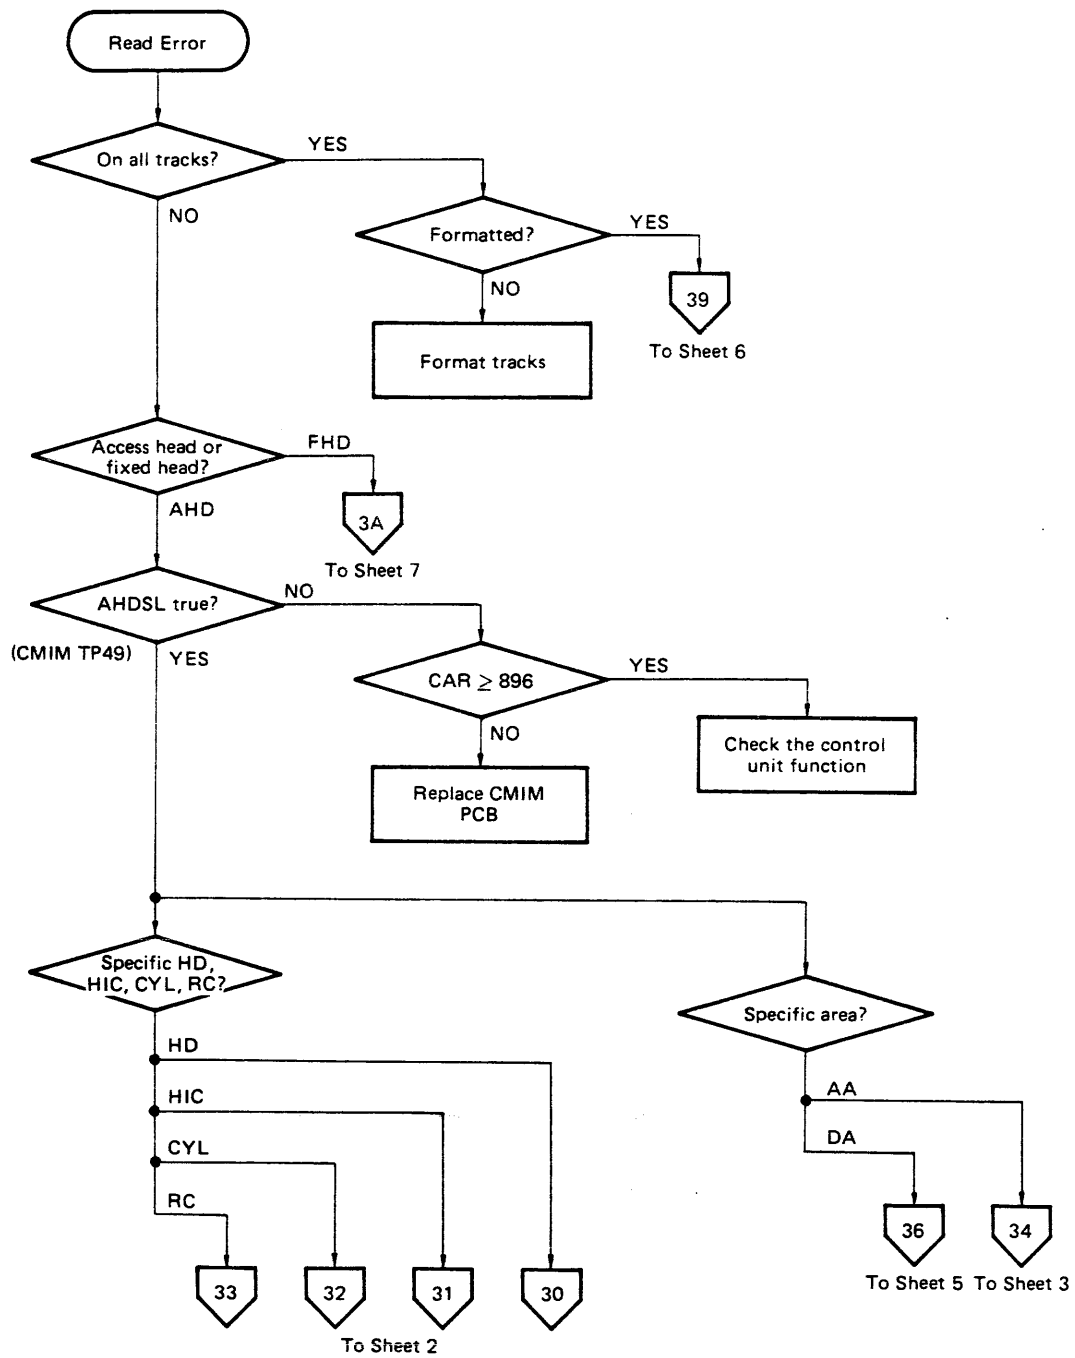 Read Error
On all tracks?
YES
NO
Formatted?
YES
NO
39
To Sheet 6
Format tracks
Access head or
fixed head?
FHD
AHD
3A
To Sheet 7
AHDSL true?
NO
(CMIM TP49)
YES
CAR ≥ 896
YES
NO
Check the control
unit function
Replace CMIM
PCB
Specific HD,
HIC, CYL, RC?
Specific area?
HD
HIC
CYL
RC
AA
DA
36
34
To Sheet 5
To Sheet 3
33
32
31
30
To Sheet 2